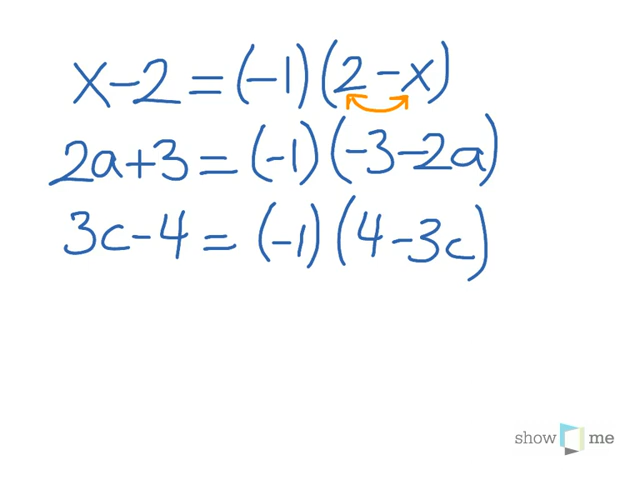 x-2=(-1)(2-x)
2a+3=(-1)(-3-2a)
3c-4=(-1)(4-3c)
show me